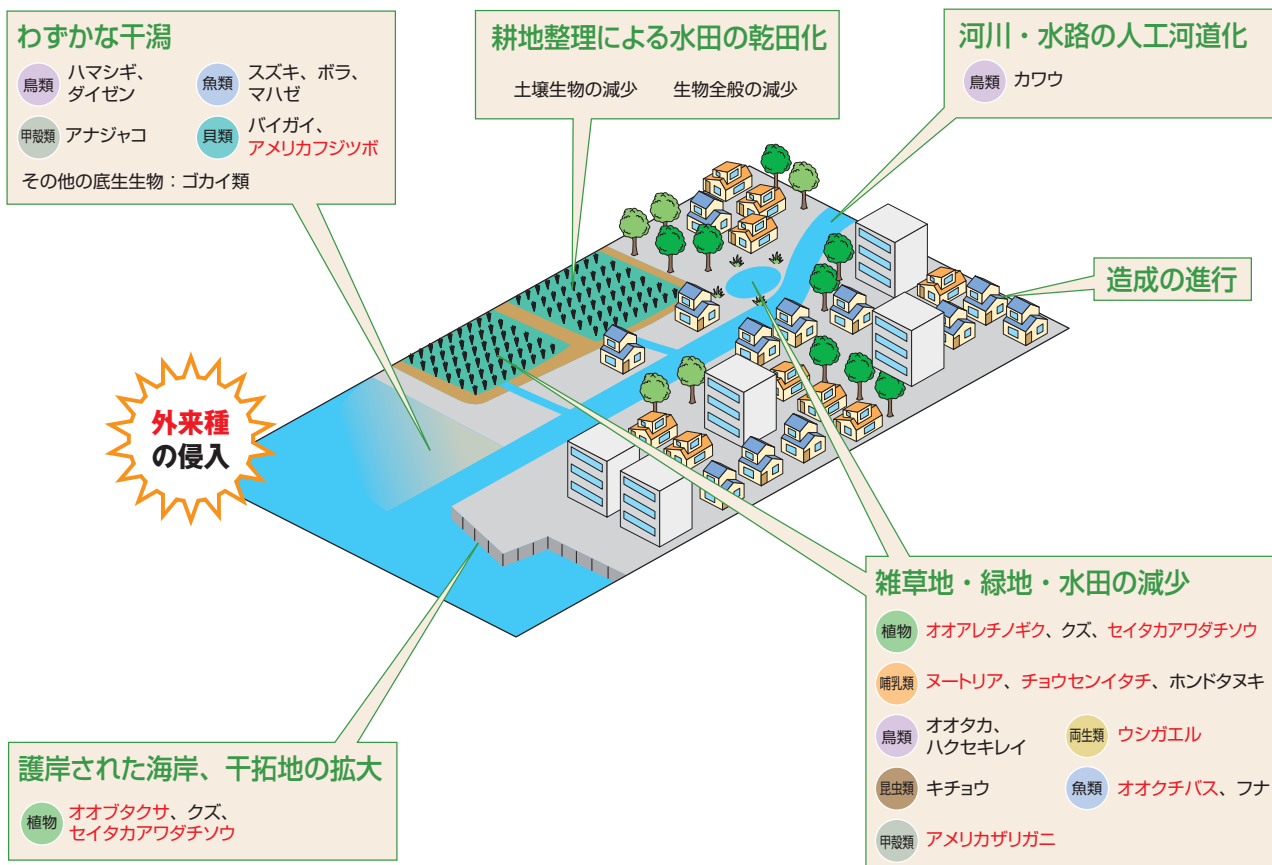 わずかな干潟
鳥類 ハマシギ、
ダイゼン
魚類 スズキ、ボラ、
マハゼ
甲殻類 アナジャコ
貝類 バイガイ、
アメリカフジツボ
その他の底生生物：ゴカイ類
耕地整理による水田の乾田化
土壌生物の減少 生物全般の減少
河川・水路の人工河道化
鳥類 カワウ
造成の進行
外来種
の侵入
雑草地・緑地・水田の減少
植物 オオアレチノギク、クズ、セイタカアワダチソウ
哺乳類 ヌートリア、チョウセンイタチ、ホンドタヌキ
鳥類 オオタカ、
ハクセキレイ
両生類 ウシガエル
昆虫類 キチョウ
魚類 オオクチバス、フナ
甲殻類 アメリカザリガニ
護岸された海岸、干拓地の拡大
植物 オオブタクサ、クズ、
セイタカアワダチソウ